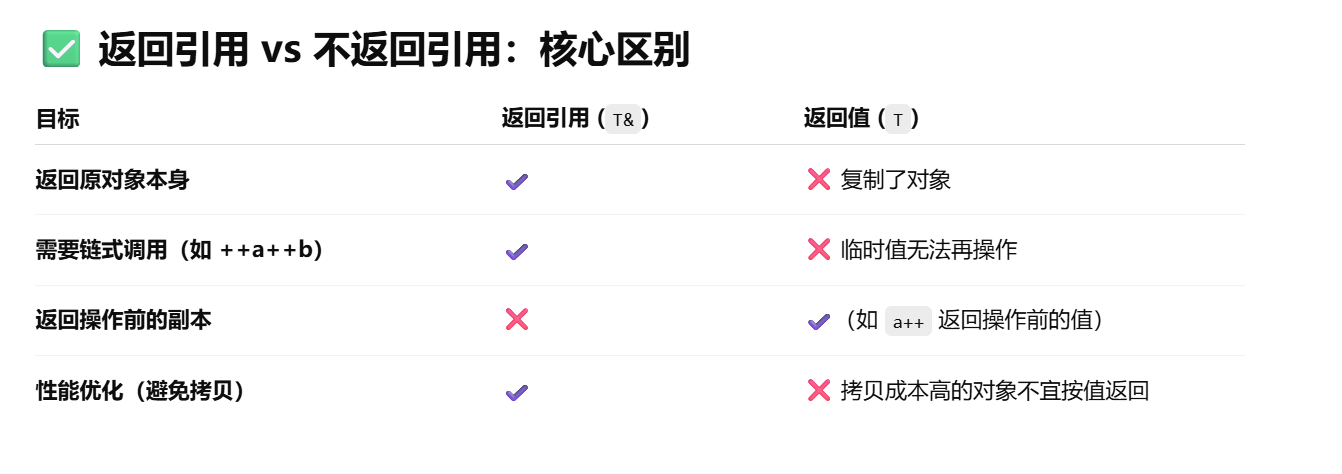 ✅ 返回引用 vs 不返回引用：核心区别
目标 返回引用 (T&) 返回值 (T)
返回原对象本身 ✔ ❌ 复制了对象
需要链式调用（如 ++a++b） ✔ ❌ 临时值无法再操作
返回操作前的副本 ❌ ✔（如 a++ 返回操作前的值）
性能优化（避免拷贝） ✔ ❌ 拷贝成本高的对象不宜按值返回